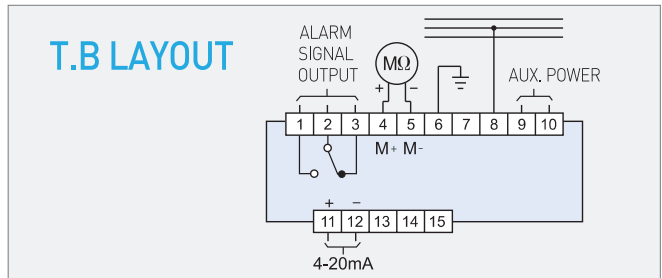 T.B LAYOUT
ALARM
SIGNAL
OUTPUT
MΩ
+ −
AUX. POWER
1 2 3 4 5 6 7 8 9 10
M+ M-
+ −
11 12 13 14 15
4-20mA